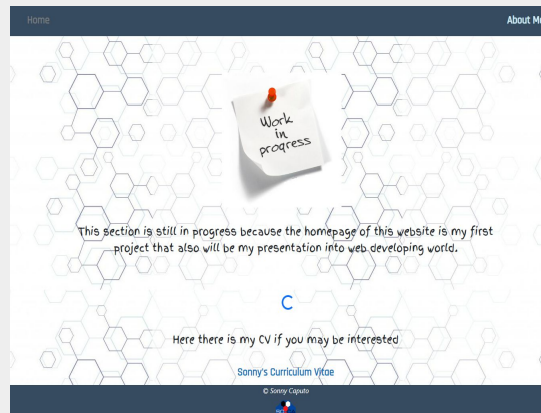 Home
About M
Work
in
progress
This section is still in progress because the homepage of this website is my first
project that also will be my presentation into web developing world.
Here there is my CV if you may be interested
Sonny's Curriculum Vitae
© Sonny Caputo